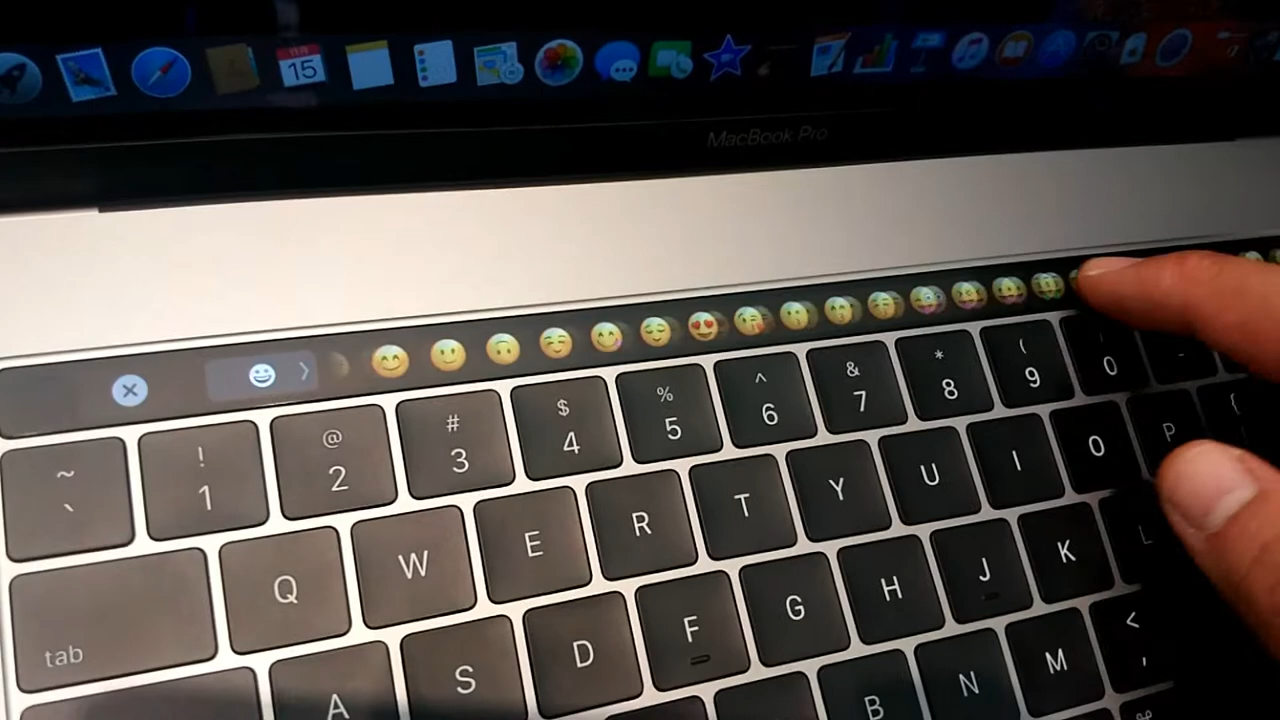 15
MacBook Pro
~ ! @ # $ % ^ & * (
` 1 2 3 4 5 6 7 8 9 0
tab Q W E R T Y U I O P {
A S D F G H J K L
B N M <
,
⌘